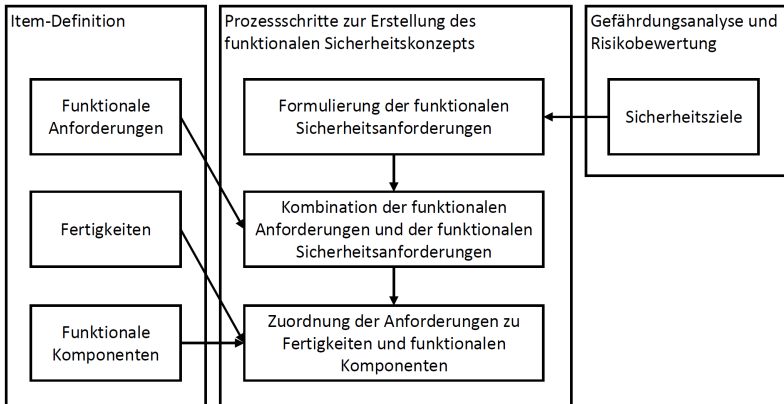 Item-Definition
Funktionale
Anforderungen
Fertigkeiten
Funktionale
Komponenten
Prozessschritte zur Erstellung des
funktionalen Sicherheitskonzepts
Formulierung der funktionalen
Sicherheitsanforderungen
Kombination der funktionalen
Anforderungen und der funktionalen
Sicherheitsanforderungen
Zuordnung der Anforderungen zu
Fertigkeiten und funktionalen
Komponenten
Gefährdungsanalyse und
Risikobewertung
Sicherheitsziele